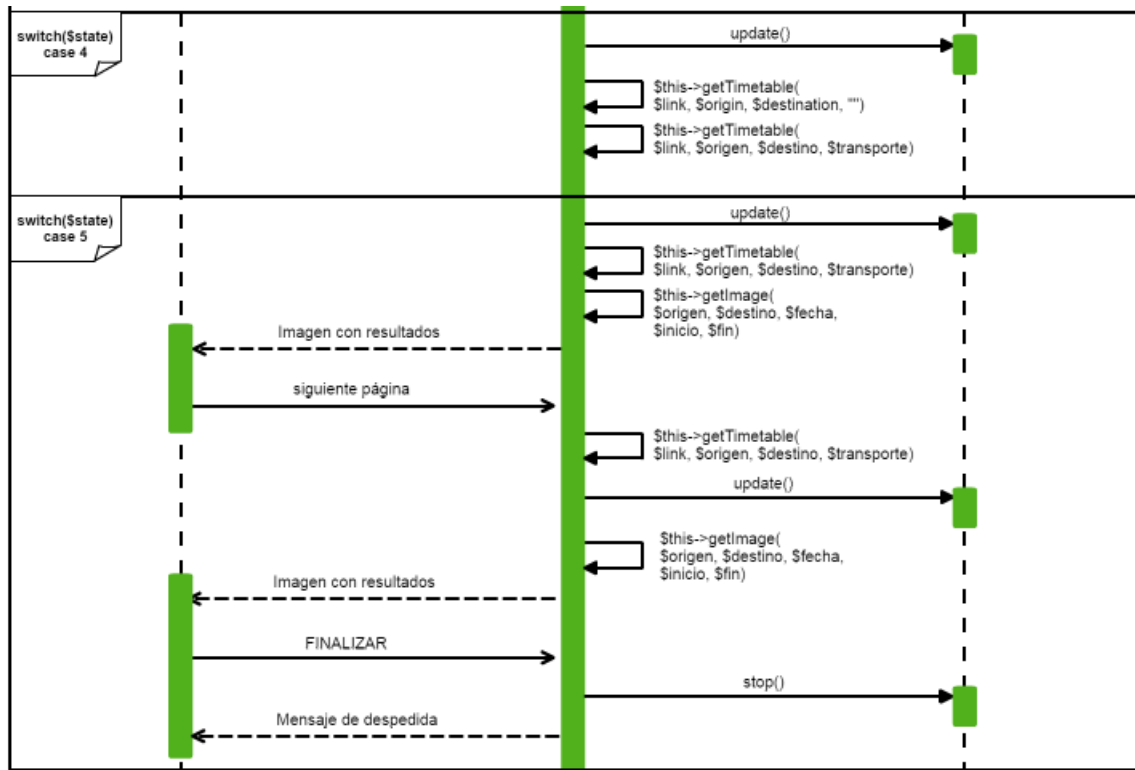 switch($state)
case 4
update()
$this->getTimetable(
$link, $origin, $destination, "")
$this->getTimetable(
$link, $origen, $destino, $transporte)
switch($state)
case 5
update()
$this->getTimetable(
$link, $origen, $destino, $transporte)
$this->getImage(
$origen, $destino, $fecha,
$inicio, $fin)
Imagen con resultados
siguiente página
$this->getTimetable(
$link, $origen, $destino, $transporte)
update()
$this->getImage(
$origen, $destino, $fecha,
$inicio, $fin)
Imagen con resultados
FINALIZAR
stop()
Mensaje de despedida